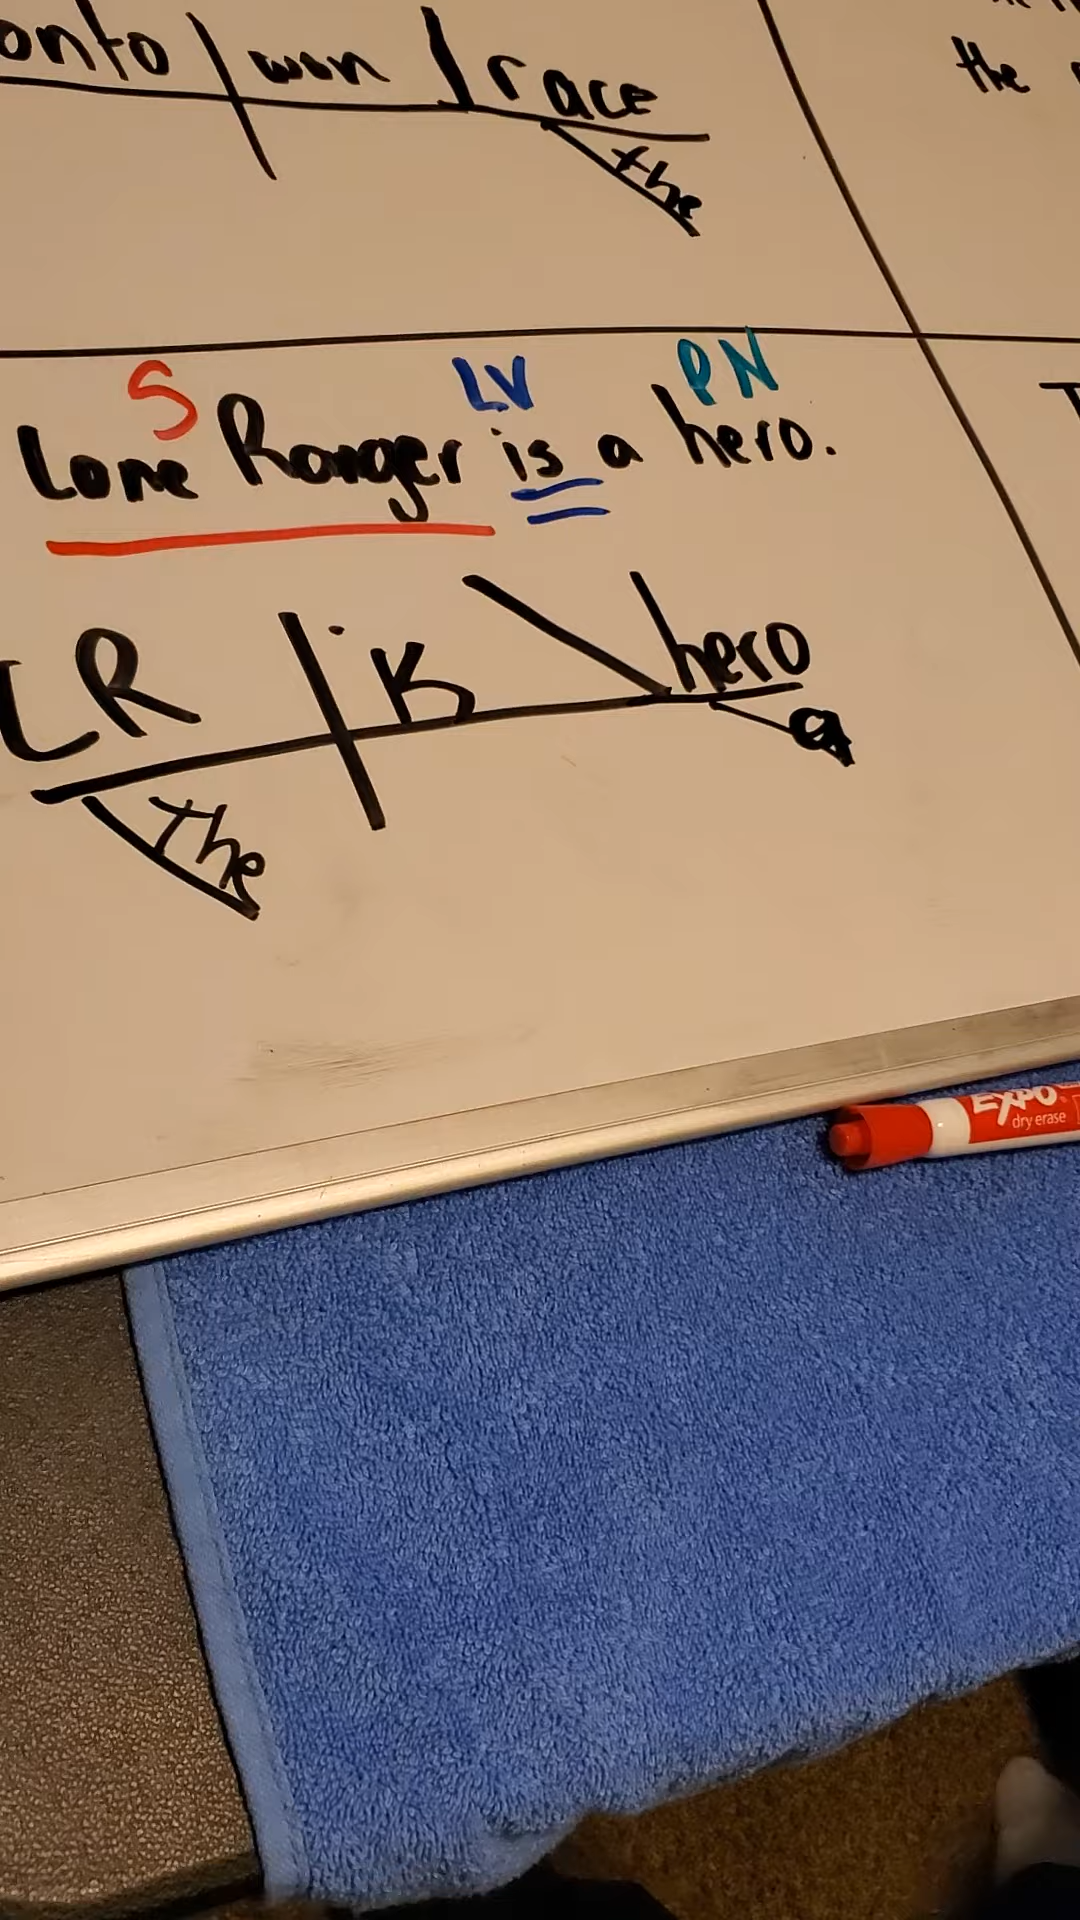 onto won race
the
the
S LV PN
Lone Ranger is a hero.
LR is hero
The a
EXPO
dry erase